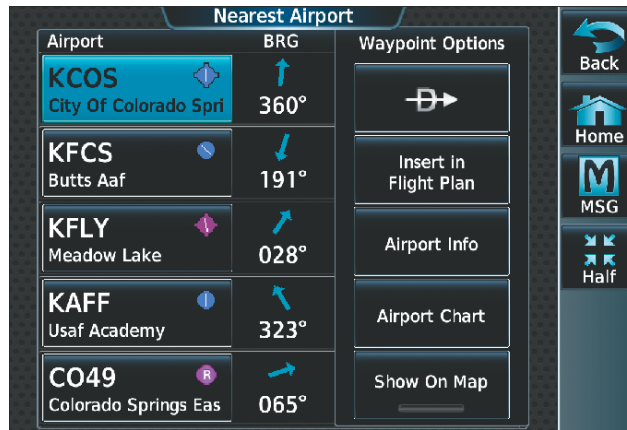 Nearest Airport
Airport BRG
KCOS
City Of Colorado Spri
360°
KFCS
Butts Aaf
191°
KFLY
Meadow Lake
028°
KAFF
Usaf Academy
323°
CO49 R
Colorado Springs Eas
065°
Waypoint Options
D
Insert in
Flight Plan
Airport Info
Airport Chart
Show On Map
Back
Home
M
MSG
Half